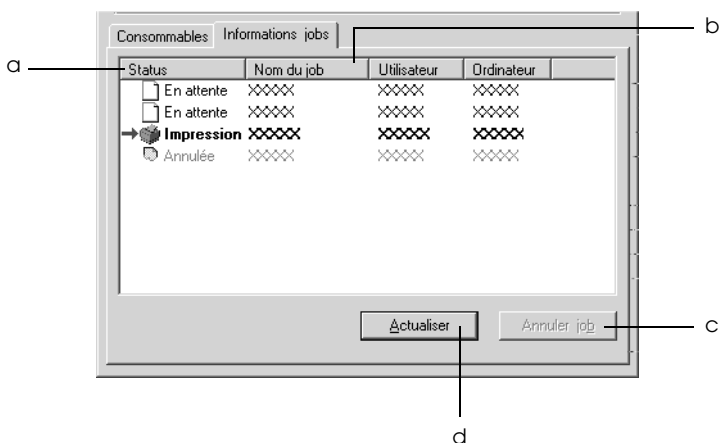 b
Consommables Informations jobs
a
Status Nom du job Utilisateur Ordinateur
En attente XXXXX XXXXX XXXXX
En attente XXXXX XXXXX XXXXX
Impression XXXXX XXXXX XXXXX
Annulée XXXXX XXXXX XXXXX
Actualiser Annuler job
c
d